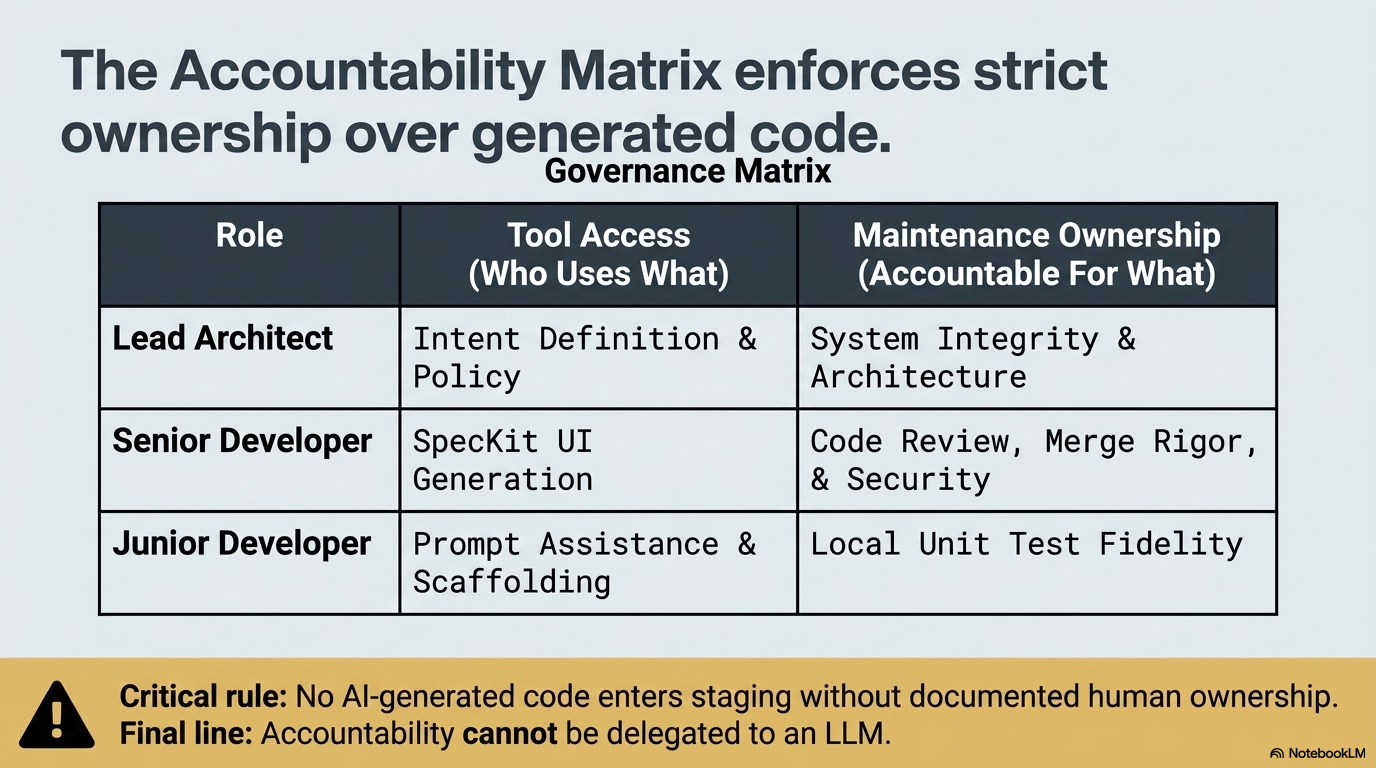 The Accountability Matrix enforces strict
ownership over generated code.
Governance Matrix
Role
Tool Access
(Who Uses What)
Maintenance Ownership
(Accountable For What)
Lead Architect
Intent Definition &
Policy
System Integrity &
Architecture
Senior Developer
SpecKit UI
Generation
Code Review, Merge Rigor,
& Security
Junior Developer
Prompt Assistance &
Scaffolding
Local Unit Test Fidelity
Critical rule: No AI-generated code enters staging without documented human ownership.
Final line: Accountability cannot be delegated to an LLM.
NotebookLM